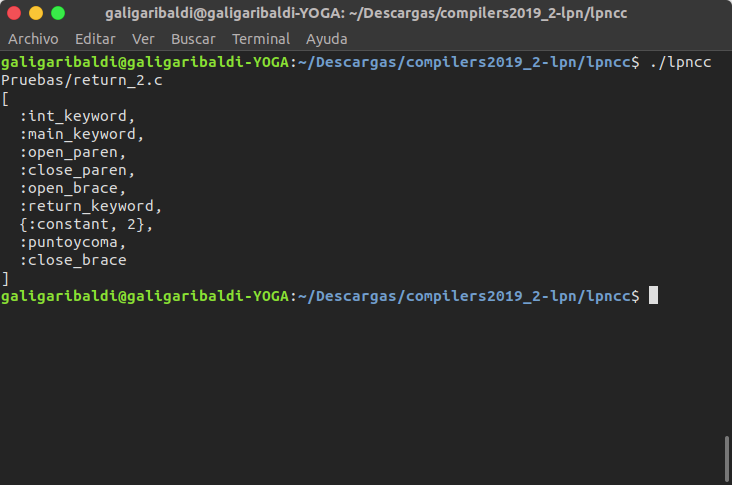 galigaribaldi@galigaribaldi-YOGA: ~/Descargas/compilers2019_2-lpn/lpncc
Archivo Editar Ver Buscar Terminal Ayuda
galigaribaldi@galigaribaldi-YOGA:~/Descargas/compilers2019_2-lpn/lpncc$ ./lpncc
Pruebas/return_2.c
[
  :int_keyword,
  :main_keyword,
  :open_paren,
  :close_paren,
  :open_brace,
  :return_keyword,
  {:constant, 2},
  :puntoycoma,
  :close_brace
]
galigaribaldi@galigaribaldi-YOGA:~/Descargas/compilers2019_2-lpn/lpncc$